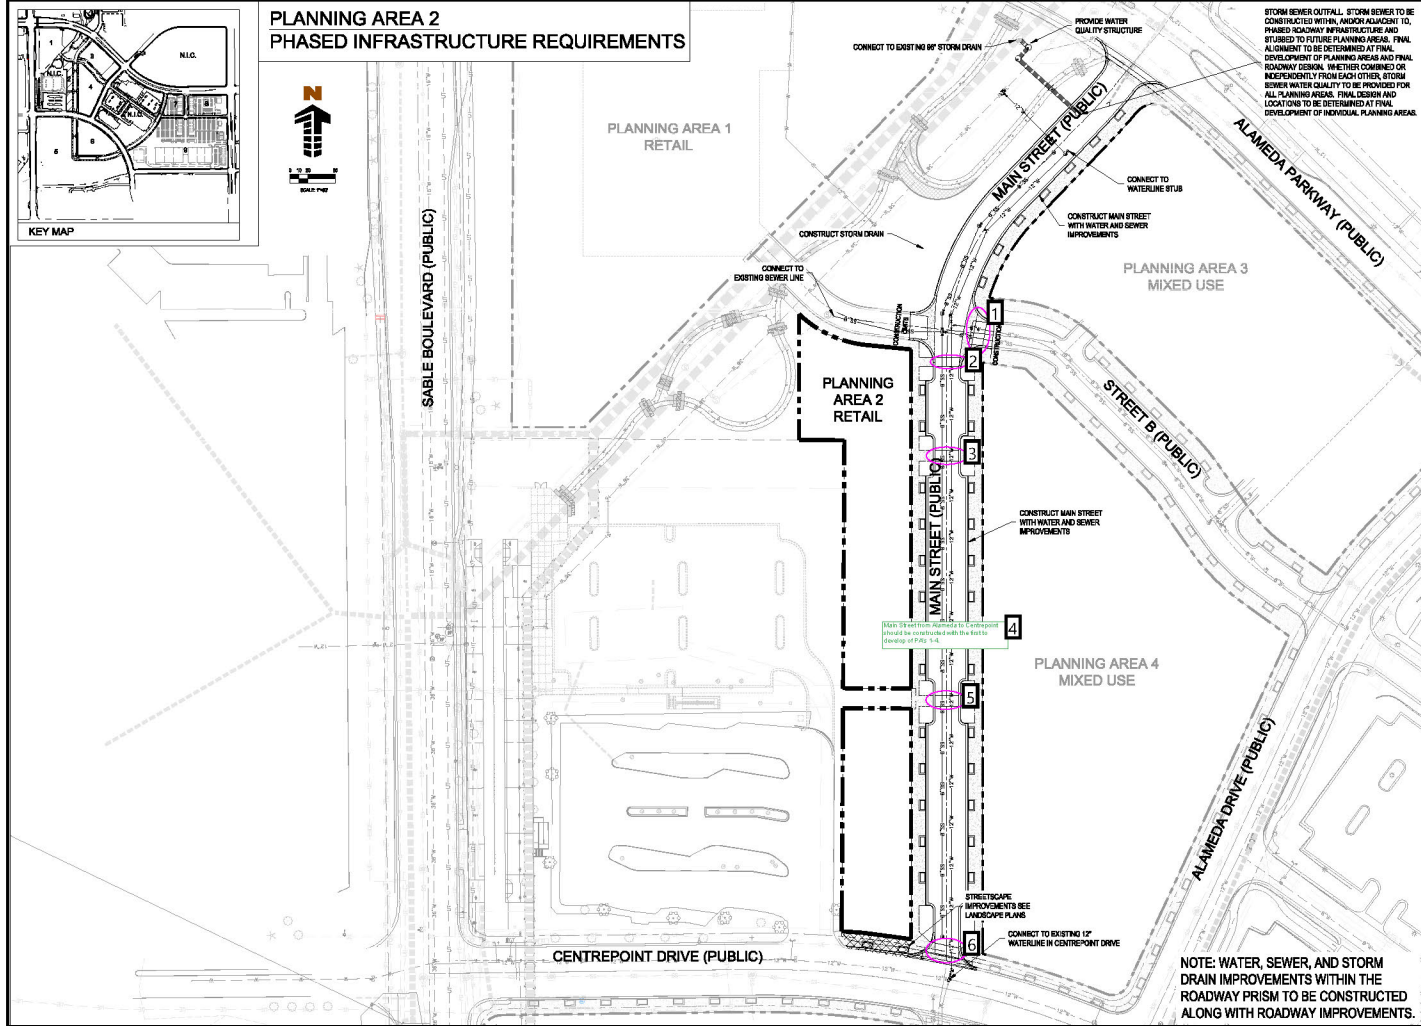 PLANNING AREA 2
PHASED INFRASTRUCTURE REQUIREMENTS
1
3
N.I.C.
N.I.C.
4
N.I.C.
5
6
9
KEY MAP
N
STORM SEWER OUTFALL. STORM SEWER TO BE
CONSTRUCTED WITHIN, AND/OR ADJACENT TO,
PHASED ROADWAY INFRASTRUCTURE AND
STUBBED TO FUTURE PLANNING AREAS. FINAL
ALIGNMENT TO BE DETERMINED AT FINAL
DEVELOPMENT OF PLANNING AREAS AND FINAL
ROADWAY DESIGN. WHETHER COMBINED OR
INDEPENDENTLY FROM EACH OTHER, STORM
SEWER WATER QUALITY TO BE PROVIDED FOR
ALL PLANNING AREAS. FINAL DESIGN AND
LOCATIONS TO BE DETERMINED AT FINAL
DEVELOPMENT OF INDIVIDUAL PLANNING AREAS.
PROVIDE WATER
QUALITY STRUCTURE
CONNECT TO EXISTING 96" STORM DRAIN
PLANNING AREA 1
RETAIL
MAIN STREET (PUBLIC)
ALAMEDA PARKWAY (PUBLIC)
CONNECT TO
WATERLINE STUB
CONSTRUCT MAIN STREET
WITH WATER AND SEWER
IMPROVEMENTS
CONSTRUCT STORM DRAIN
CONNECT TO
EXISTING SEWER LINE
PLANNING AREA 3
MIXED USE
SABLE BOULEVARD (PUBLIC)
CONSTRUCTION
LIMITS
1
CONSTRUCTION
2
PLANNING
AREA 2
RETAIL
STREET B (PUBLIC)
3
MAIN STREET (PUBLIC)
CONSTRUCT MAIN STREET
WITH WATER AND SEWER
IMPROVEMENTS
Main Street from Alameda to Centrepoint
should be constructed with the first to
develop of PA's 1-4.
4
PLANNING AREA 4
MIXED USE
5
ALAMEDA DRIVE (PUBLIC)
STREETSCAPE
IMPROVEMENTS SEE
LANDSCAPE PLANS
CONNECT TO EXISTING 12"
WATERLINE IN CENTREPOINT DRIVE
6
CENTREPOINT DRIVE (PUBLIC)
NOTE: WATER, SEWER, AND STORM
DRAIN IMPROVEMENTS WITHIN THE
ROADWAY PRISM TO BE CONSTRUCTED
ALONG WITH ROADWAY IMPROVEMENTS.